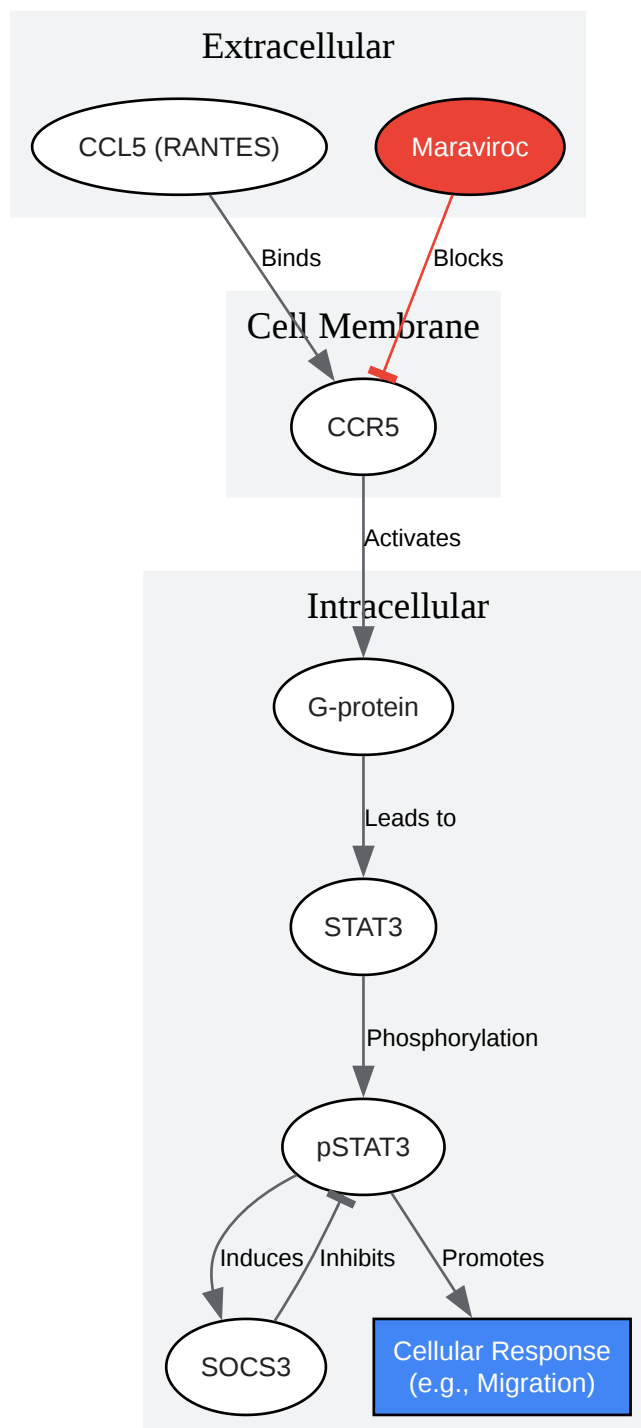 Extracellular
CCL5 (RANTES)
Maraviroc
Binds
Blocks
Cell Membrane
CCR5
Activates
Intracellular
G-protein
Leads to
STAT3
Phosphorylation
pSTAT3
Induces
Inhibits
Promotes
SOCS3
Cellular Response
(e.g., Migration)